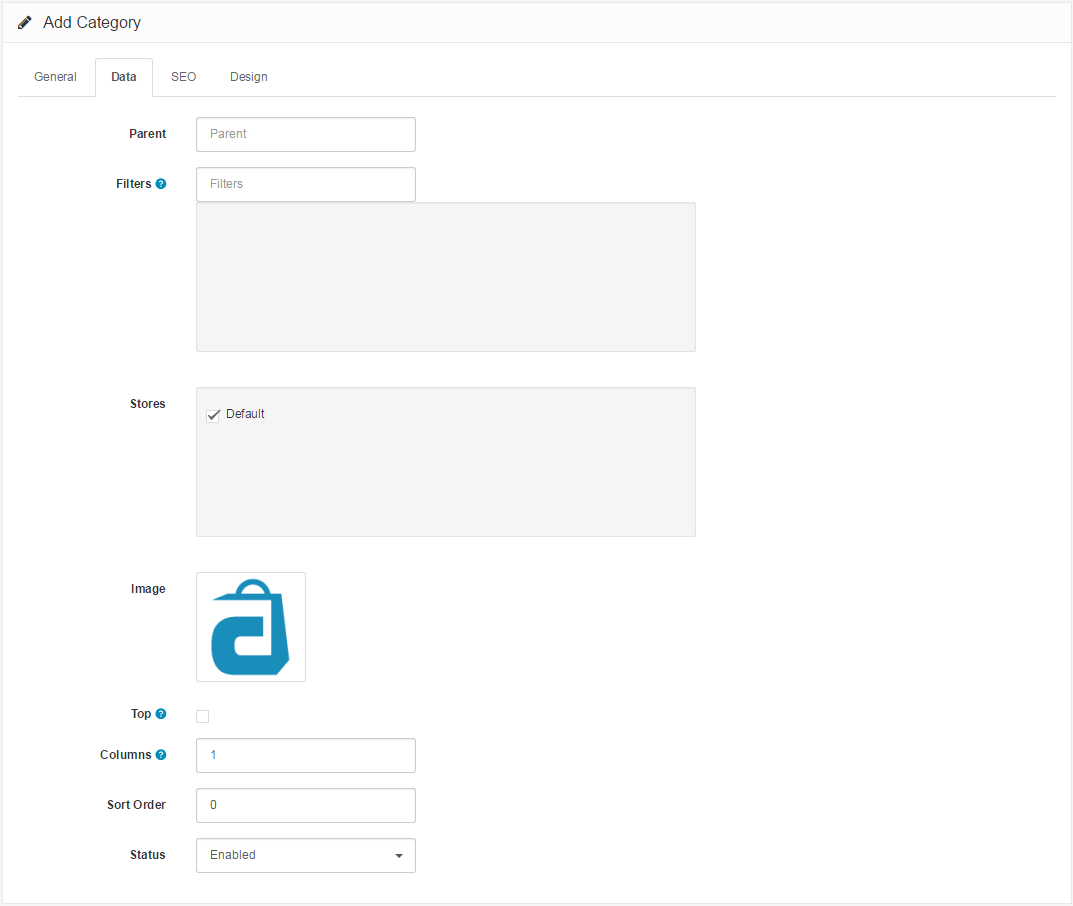 Add Category
General Data SEO Design
Parent Parent
Filters ? Filters
Stores
Default
Image
Top ?
Columns ? 1
Sort Order 0
Status Enabled